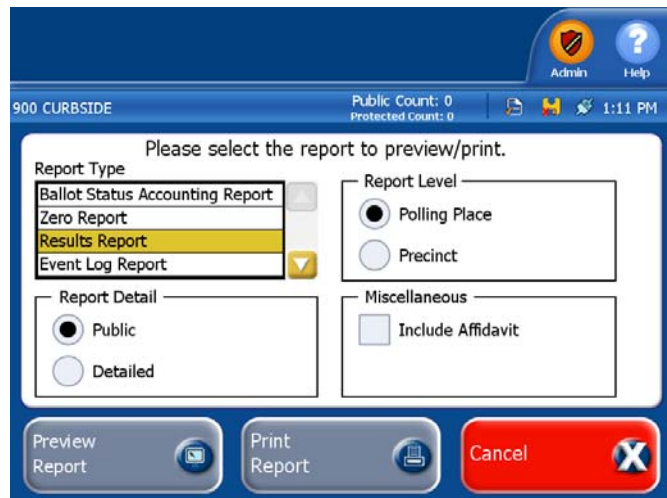 Admin
Help
900 CURBSIDE
Public Count: 0
Protected Count: 0
1:11 PM
Please select the report to preview/print.
Report Type
Ballot Status Accounting Report
Zero Report
Results Report
Event Log Report
Report Level
Polling Place
Precinct
Report Detail
Public
Detailed
Miscellaneous
Include Affidavit
Preview
Report
Print
Report
Cancel